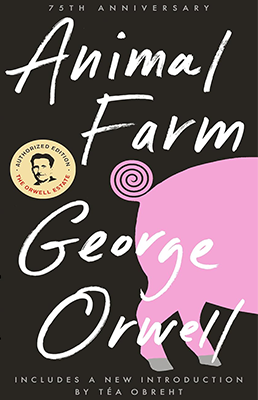 75TH ANNIVERSARY
Animal
Farm
AUTHORIZED EDITION
THE ORWELL ESTATE
George
Orwell
INCLUDES A NEW INTRODUCTION
BY TÉA OBREHT